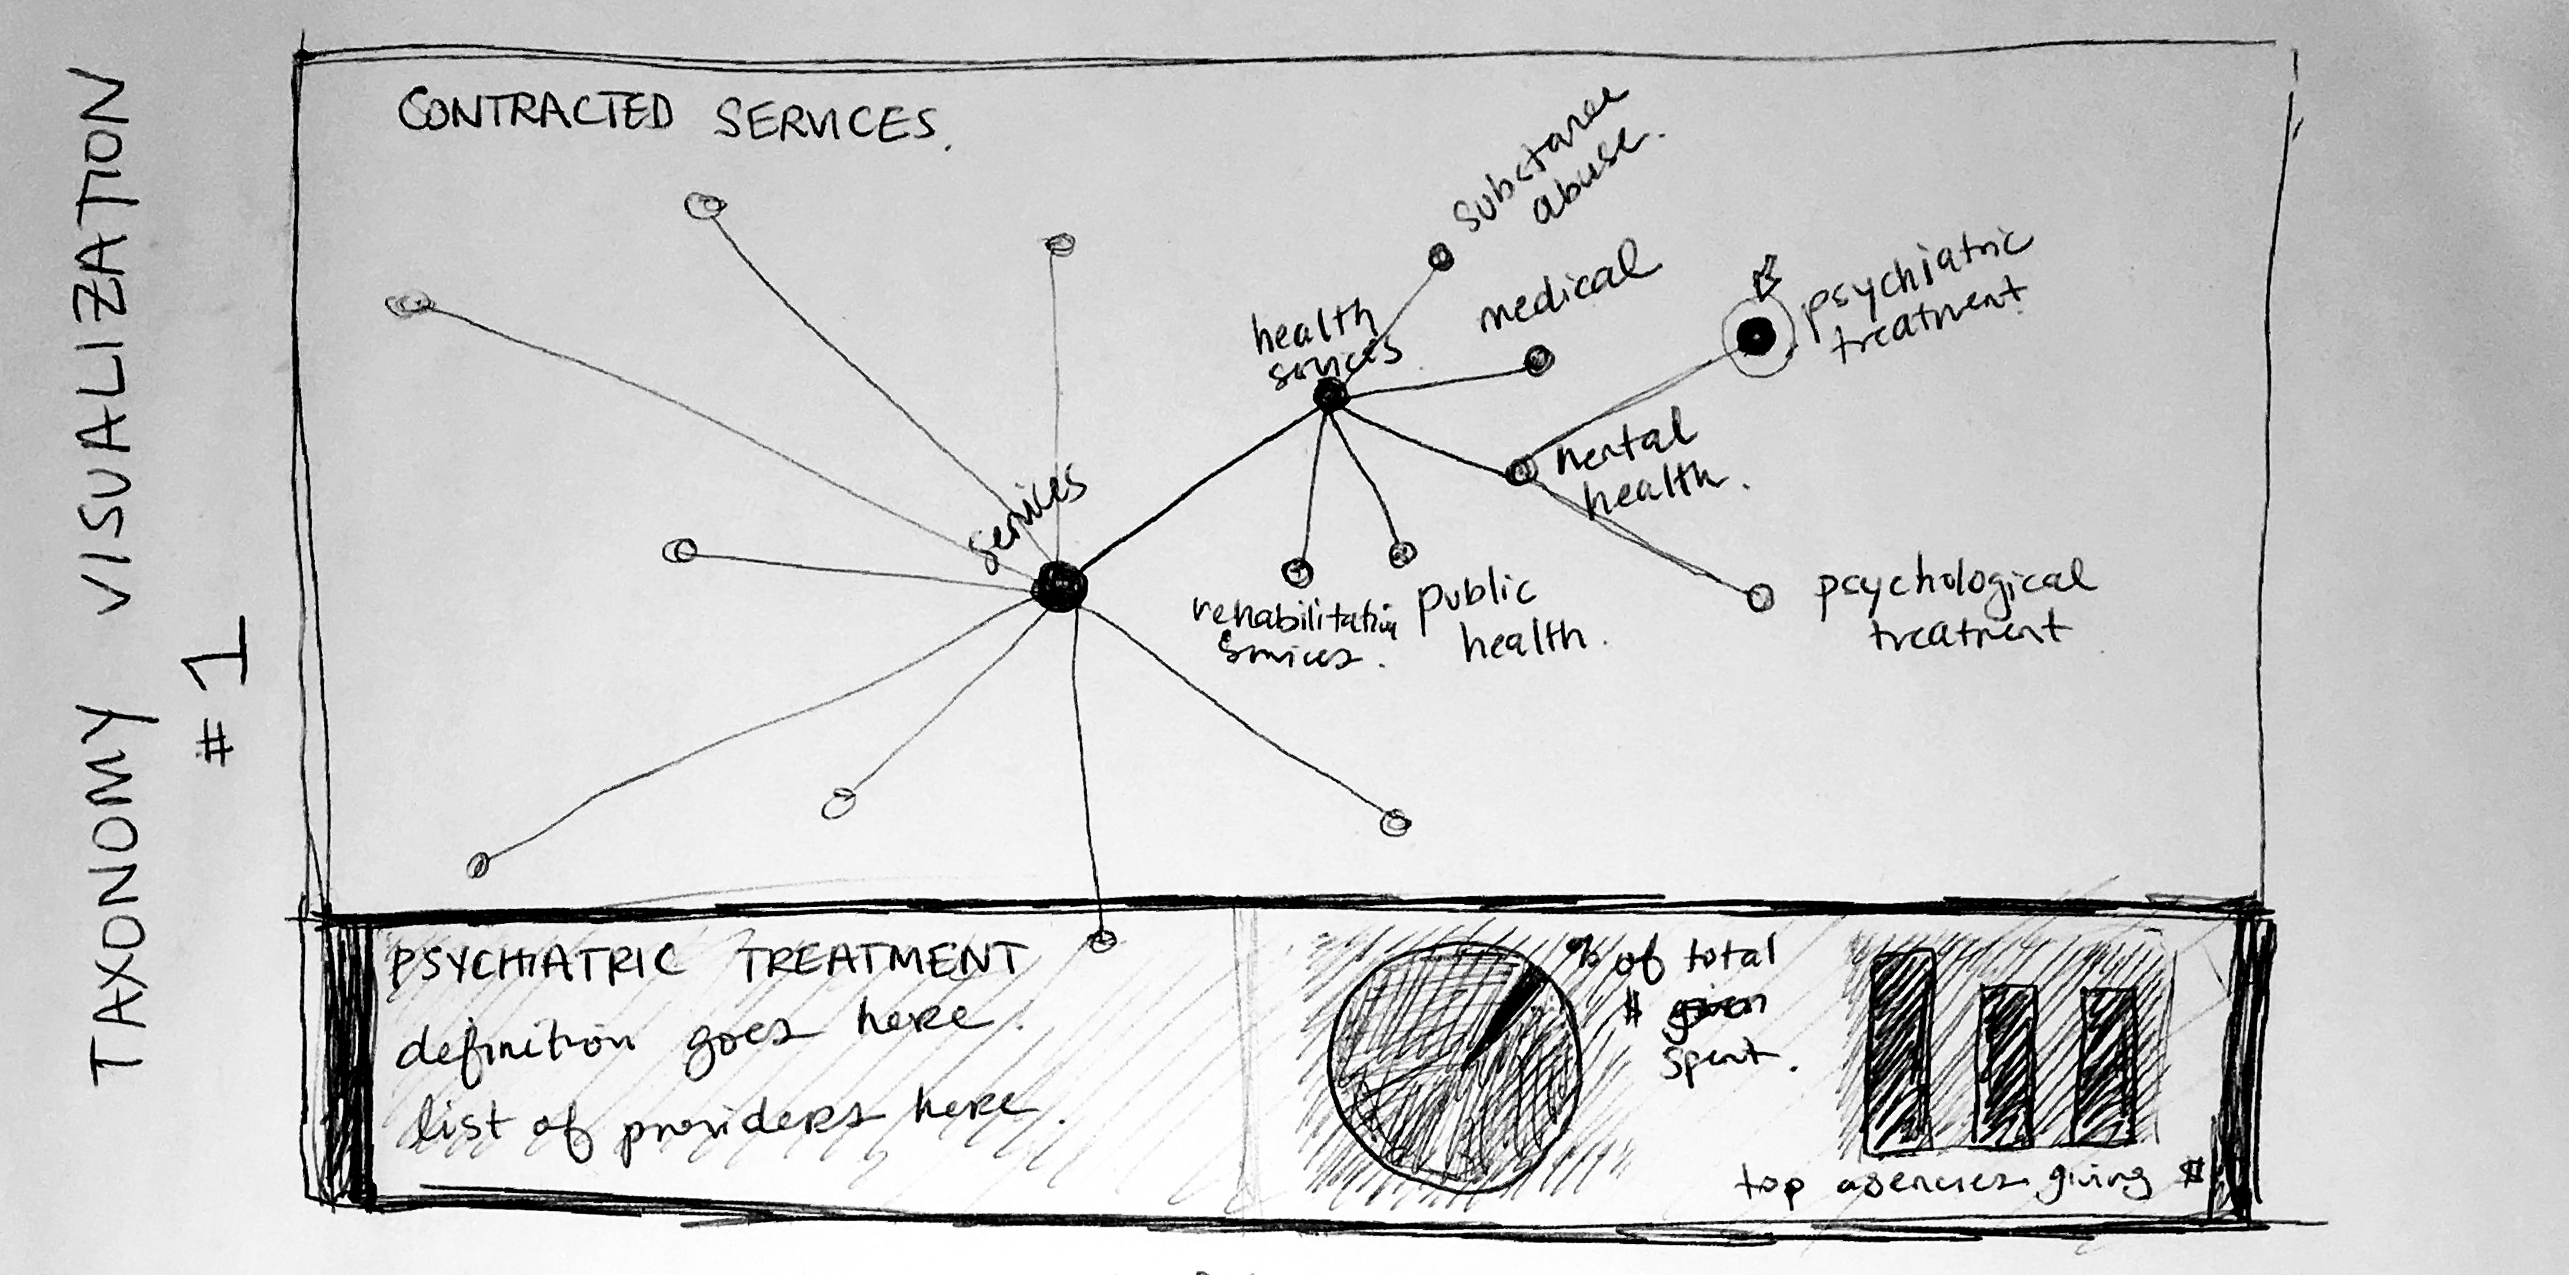 TAXONOMY VISUALIZATION
#1
CONTRACTED SERVICES.
substance
abuse.
medical
psychiatric
treatment
health
services
mental
health.
services
rehabilitation
services.
public
health.
psychological
treatment
PSYCHIATRIC TREATMENT
definition goes here.
list of providers here.
% of total
$ given
spent.
top agencies giving $